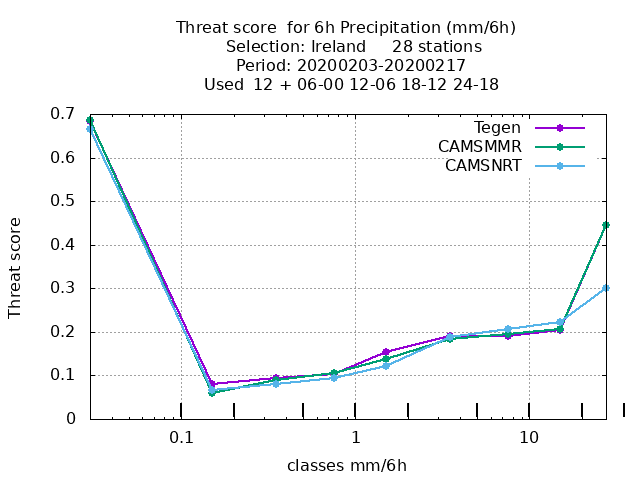 Threat score  for 6h Precipitation (mm/6h)
Selection: Ireland     28 stations
Period: 20200203-20200217
Used  12 + 06-00 12-06 18-12 24-18
Tegen
CAMSMMR
CAMSNRT
0.7
0.6
0.5
0.4
0.3
0.2
0.1
0
Threat score
0.1
1
10
classes mm/6h